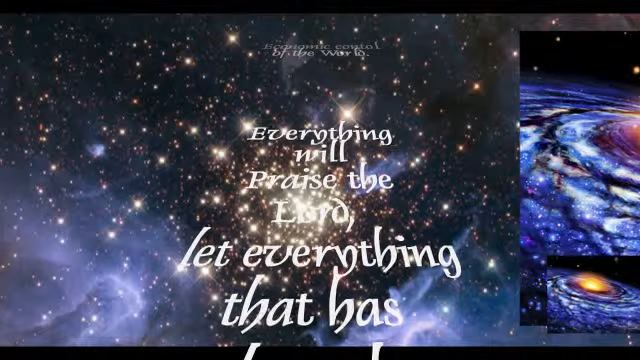 Economic contol
of the World.
Everything
will
Praise the
Lord,
let everything
that has